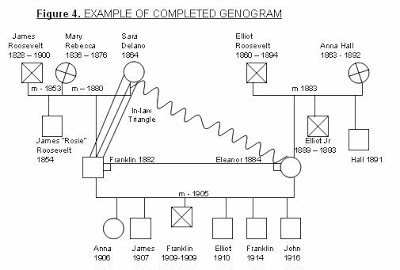 Figure 4. EXAMPLE OF COMPLETED GENOGRAM
James
Roosevelt
1828 – 1900
Mary
Rebecca
1836 – 1876
Sara
Delano
1864
Elliot
Roosevelt
1860 – 1894
Anna Hall
1863 - 1892
m - 1853
m – 1880
m 1883
In-law
Triangle
James "Rosie"
Roosevelt
1854
Elliot Jr
1889 – 1893
Hall 1891
Franklin 1882
Eleanor 1884
m - 1905
Anna
1906
James
1907
Franklin
1909-1909
Elliot
1910
Franklin
1914
John
1916